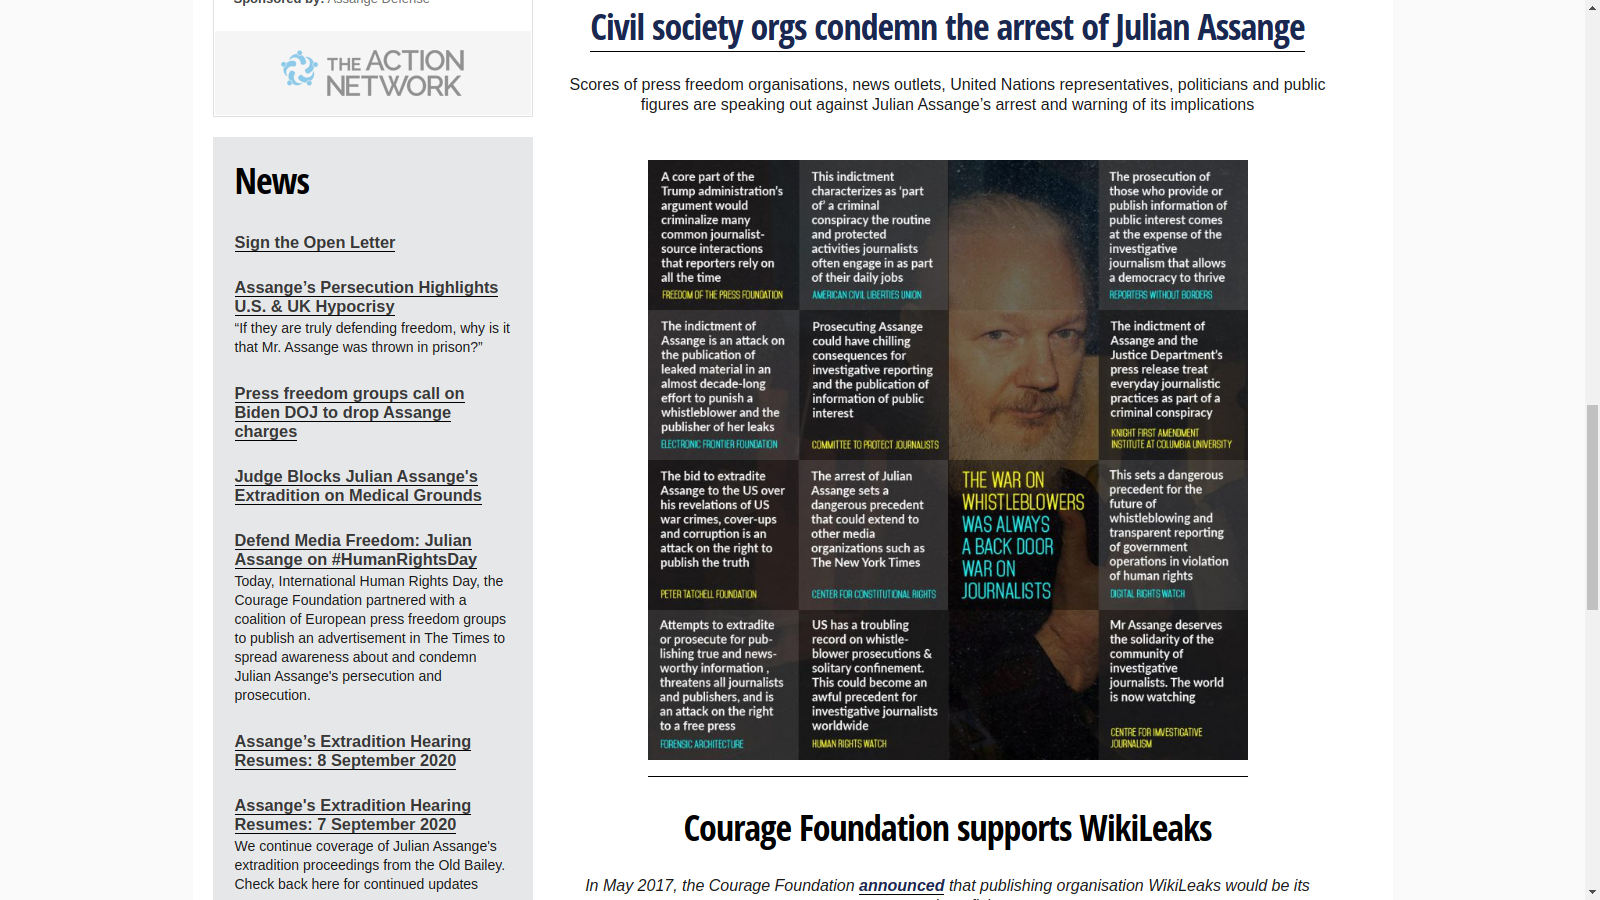 Sponsored by: Assange Defense
THE ACTION
NETWORK
News
Sign the Open Letter
Assange’s Persecution Highlights
U.S. & UK Hypocrisy
“If they are truly defending freedom, why is it
that Mr. Assange was thrown in prison?”
Press freedom groups call on
Biden DOJ to drop Assange
charges
Judge Blocks Julian Assange's
Extradition on Medical Grounds
Defend Media Freedom: Julian
Assange on #HumanRightsDay
Today, International Human Rights Day, the
Courage Foundation partnered with a
coalition of European press freedom groups
to publish an advertisement in The Times to
spread awareness about and condemn
Julian Assange's persecution and
prosecution.
Assange’s Extradition Hearing
Resumes: 8 September 2020
Assange's Extradition Hearing
Resumes: 7 September 2020
We continue coverage of Julian Assange's
extradition proceedings from the Old Bailey.
Check back here for continued updates
Civil society orgs condemn the arrest of Julian Assange
Scores of press freedom organisations, news outlets, United Nations representatives, politicians and public
figures are speaking out against Julian Assange’s arrest and warning of its implications
A core part of the
Trump administration’s
argument would
criminalize many
common journalist-
source interactions
that reporters rely on
all the time
FREEDOM OF THE PRESS FOUNDATION
This indictment
characterizes as ‘part
of’ a criminal
conspiracy the routine
and protected
activities journalists
often engage in as part
of their daily jobs
AMERICAN CIVIL LIBERTIES UNION
The prosecution of
those who provide or
publish information of
public interest comes
at the expense of the
investigative
journalism that allows
a democracy to thrive
REPORTERS WITHOUT BORDERS
The indictment of
Assange is an attack on
the publication of
leaked material in an
almost decade-long
effort to punish a
whistleblower and the
publisher of her leaks
ELECTRONIC FRONTIER FOUNDATION
Prosecuting Assange
could have chilling
consequences for
investigative reporting
and the publication of
information of public
interest
COMMITTEE TO PROTECT JOURNALISTS
The indictment of
Assange and the
Justice Department’s
press release treat
everyday journalistic
practices as part of a
criminal conspiracy
KNIGHT FIRST AMENDMENT
INSTITUTE AT COLUMBIA UNIVERSITY
The bid to extradite
Assange to the US over
his revelations of US
war crimes, cover-ups
and corruption is an
attack on the right to
publish the truth
PETER TATCHELL FOUNDATION
The arrest of Julian
Assange sets a
dangerous precedent
that could extend to
other media
organizations such as
The New York Times
CENTER FOR CONSTITUTIONAL RIGHTS
THE WAR ON
WHISTLEBLOWERS
WAS ALWAYS
A BACK DOOR
WAR ON
JOURNALISTS
This sets a dangerous
precedent for the
future of
whistleblowing and
transparent reporting
of government
operations in violation
of human rights
DIGITAL RIGHTS WATCH
Attempts to extradite
or prosecute for pub-
lishing true and news-
worthy information ,
threatens all journalists
and publishers, and is
an attack on the right
to a free press
FORENSIC ARCHITECTURE
US has a troubling
record on whistle-
blower prosecutions &
solitary confinement.
This could become an
awful precedent for
investigative journalists
worldwide
HUMAN RIGHTS WATCH
Mr Assange deserves
the solidarity of the
community of
investigative
journalists. The world
is now watching
CENTRE FOR IMVESTIGATIVE
JOURNALISM
Courage Foundation supports WikiLeaks
In May 2017, the Courage Foundation announced that publishing organisation WikiLeaks would be its